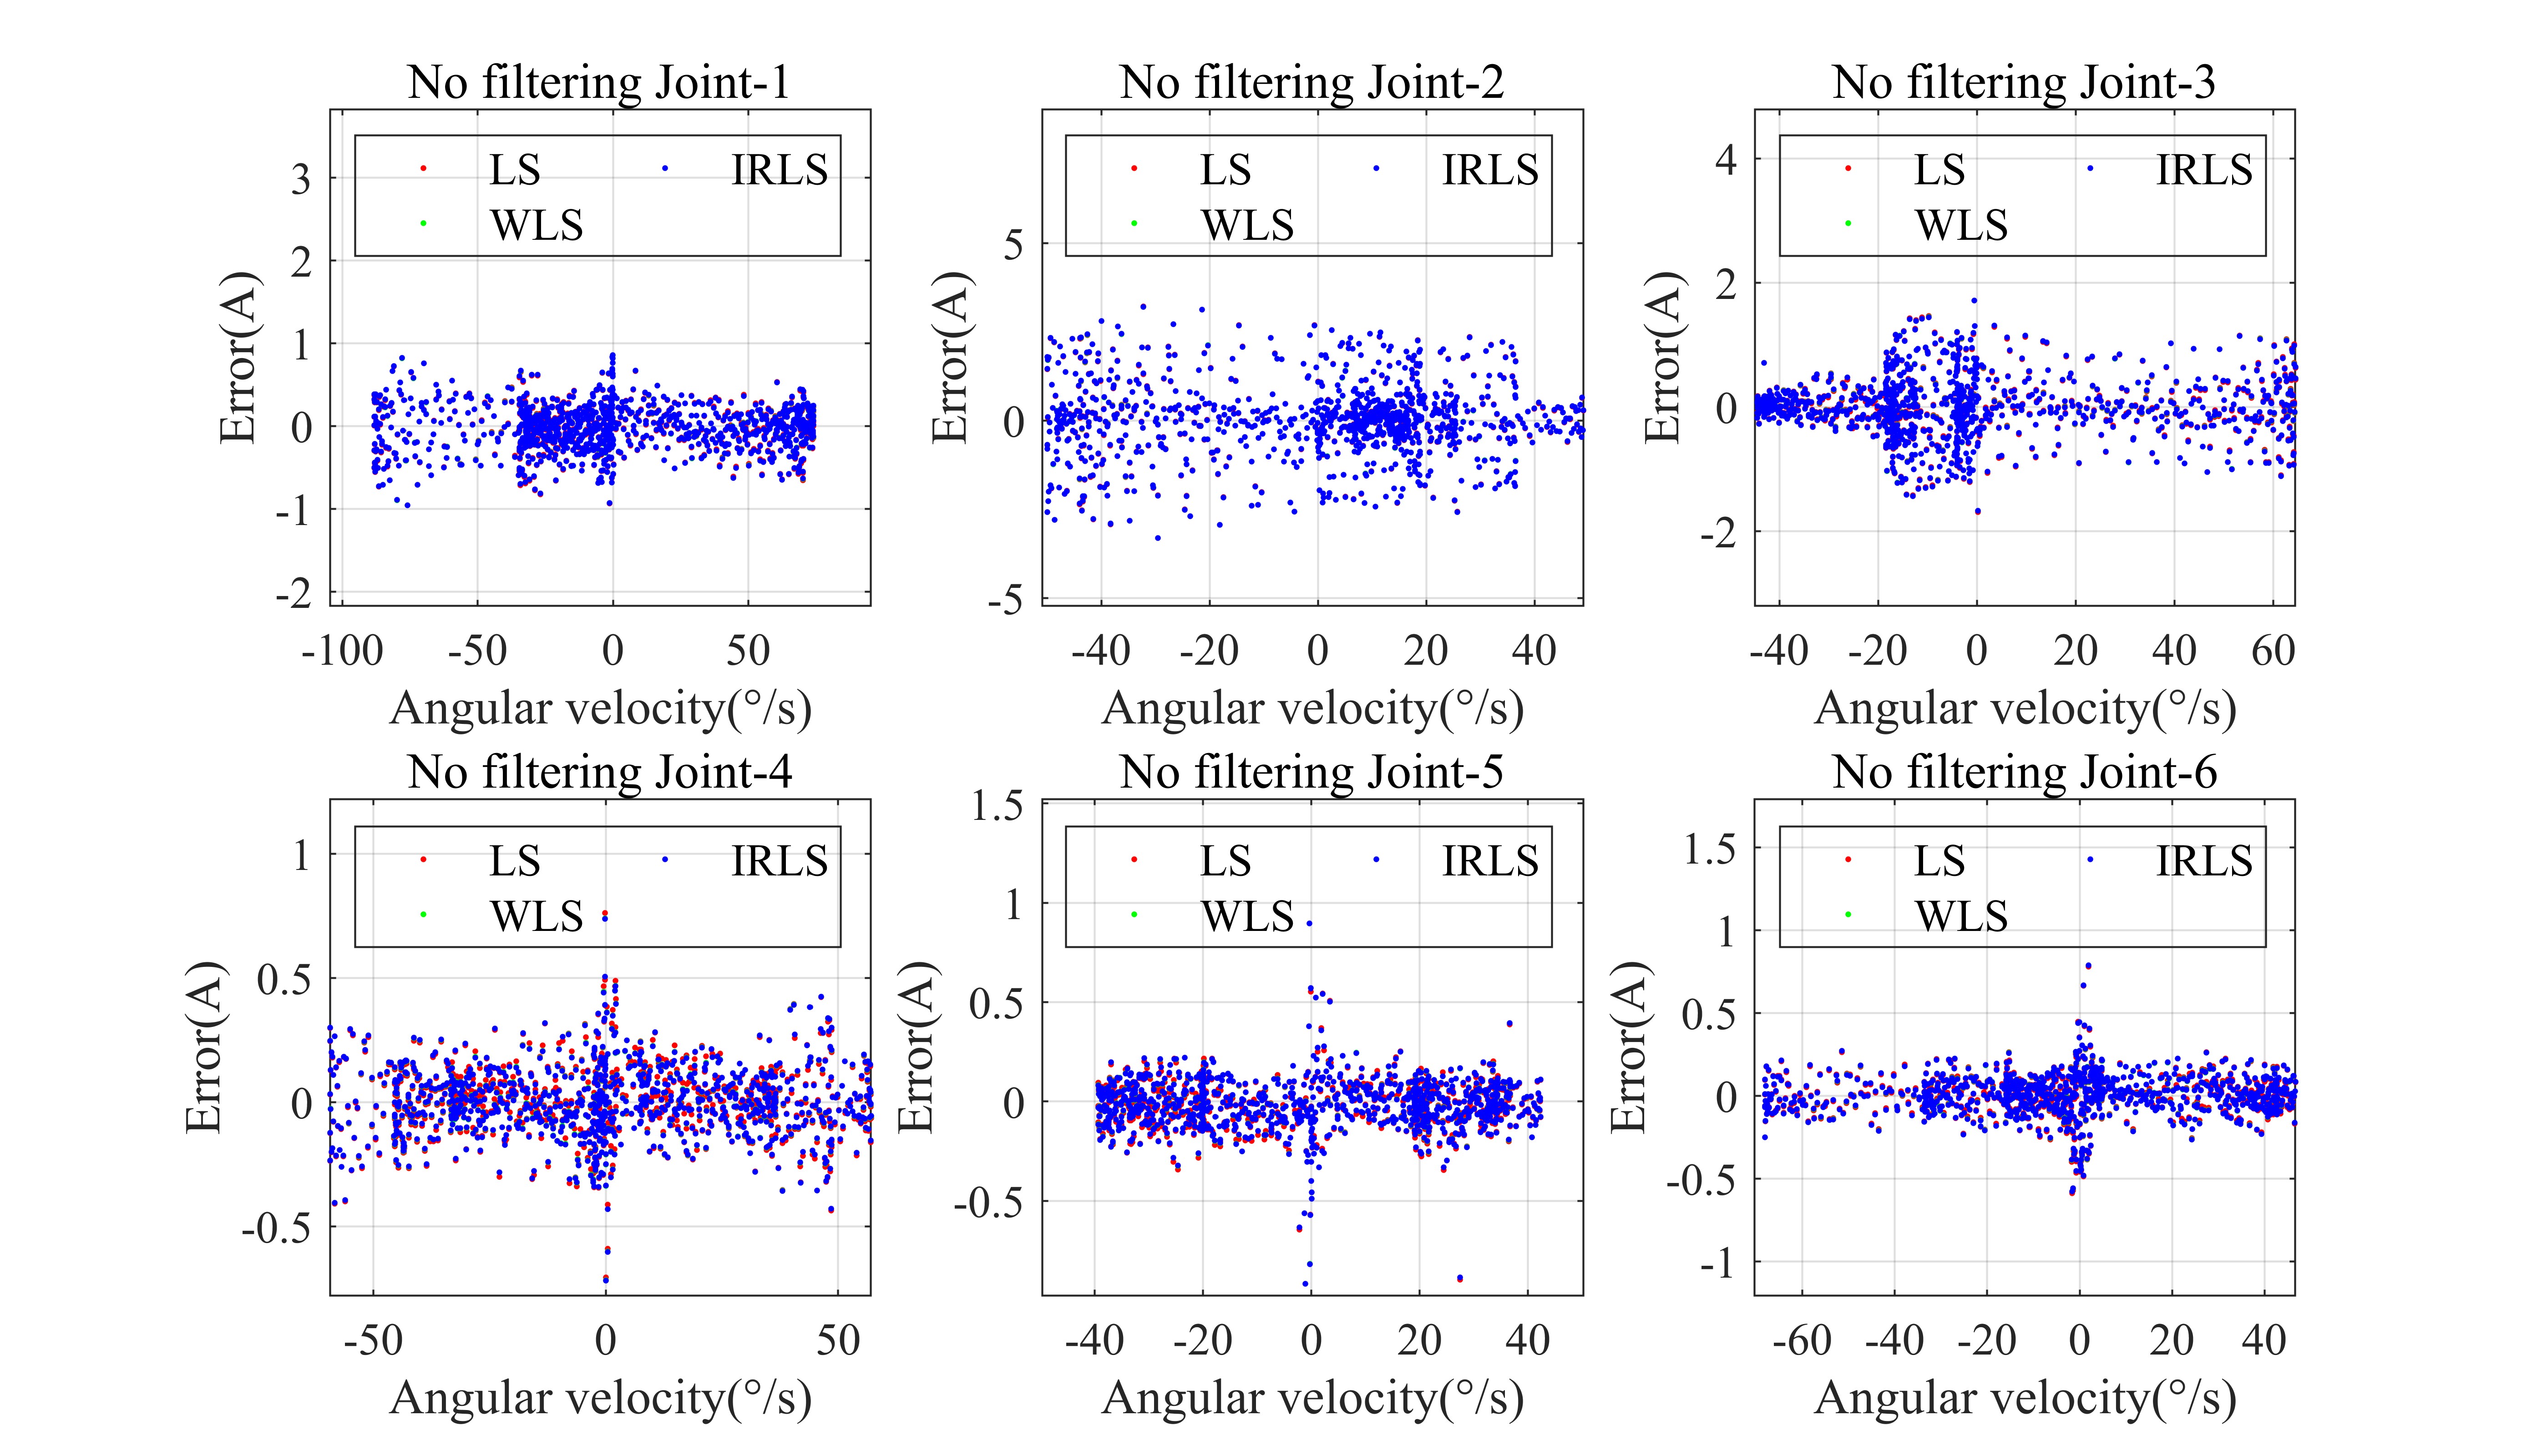 No filtering Joint-1
LS
IRLS
WLS
3
2
1
0
-1
-2
Error(A)
-100 -50 0 50
Angular velocity(°/s)
No filtering Joint-2
LS
IRLS
WLS
5
0
-5
Error(A)
-40 -20 0 20 40
Angular velocity(°/s)
No filtering Joint-3
LS
IRLS
WLS
4
2
0
-2
Error(A)
-40 -20 0 20 40 60
Angular velocity(°/s)
No filtering Joint-4
LS
IRLS
WLS
1
0.5
0
-0.5
Error(A)
-50 0 50
Angular velocity(°/s)
No filtering Joint-5
LS
IRLS
WLS
1.5
1
0.5
0
-0.5
Error(A)
-40 -20 0 20 40
Angular velocity(°/s)
No filtering Joint-6
LS
IRLS
WLS
1.5
1
0.5
0
-0.5
-1
Error(A)
-60 -40 -20 0 20 40
Angular velocity(°/s)